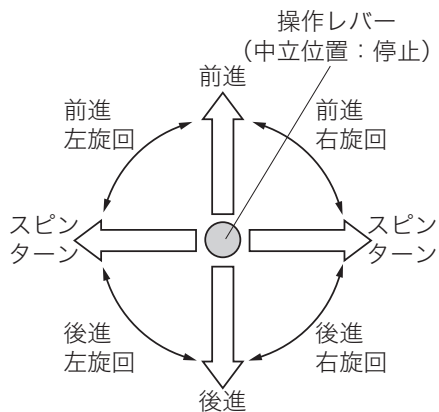 操作レバー
（中立位置：停止）
前進
前進
左旋回
前進
右旋回
スピン
ターン
スピン
ターン
後進
左旋回
後進
右旋回
後進